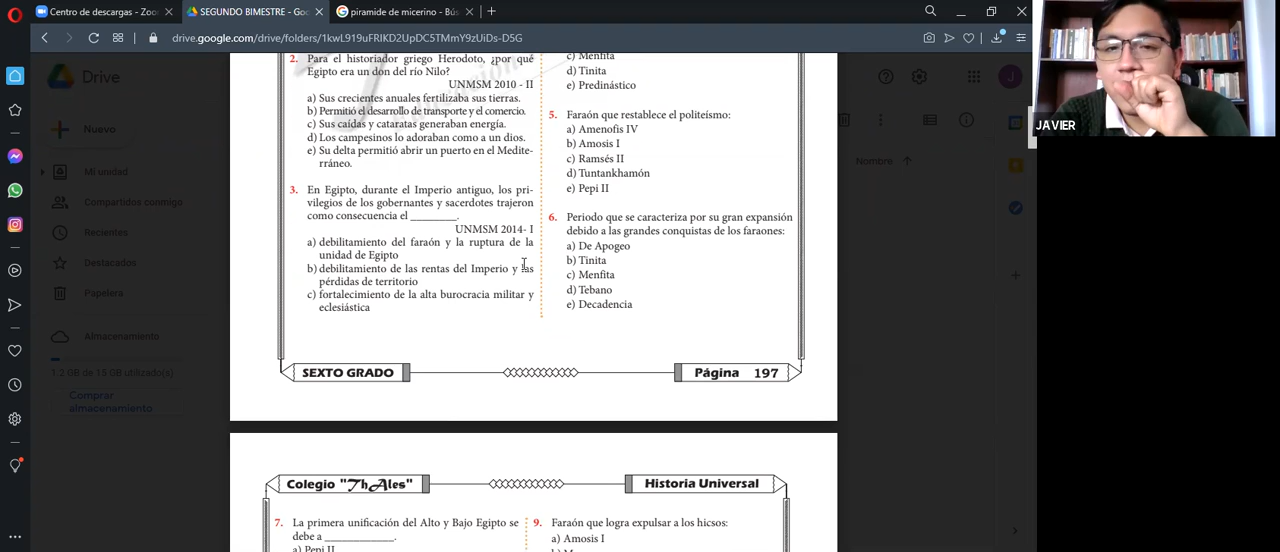 Centro de descargas - Zoo
SEGUNDO BIMESTRE - Goo
piramide de micerino - Bús
drive.google.com/drive/folders/1kwL919uFRIKD2UpDC5TMmY9zUiDs-D5G
Drive
J
Nuevo
Mi unidad
Compartidos conmigo
Recientes
Destacados
Papelera
Almacenamiento
1.2 GB de 15 GB utilizado(s)
Comprar
almacenamiento
Nombre
JAVIER
2. Para el historiador griego Herodoto, ¿por qué
Egipto era un don del río Nilo?
UNMSM 2010 - II
a) Sus crecientes anuales fertilizaba sus tierras.
b) Permitió el desarrollo de transporte y el comercio.
c) Sus caídas y cataratas generaban energía.
d) Los campesinos lo adoraban como a un dios.
e) Su delta permitió abrir un puerto en el Medite-
rráneo.
3. En Egipto, durante el Imperio antiguo, los pri-
vilegios de los gobernantes y sacerdotes trajeron
como consecuencia el ________.
UNMSM 2014- I
a) debilitamiento del faraón y la ruptura de la
unidad de Egipto
b) debilitamiento de las rentas del Imperio y las
pérdidas de territorio
c) fortalecimiento de la alta burocracia militar y
eclesiástica
c) Menfita
d) Tinita
e) Predinástico
5. Faraón que restablece el politeísmo:
a) Amenofis IV
b) Amosis I
c) Ramsés II
d) Tuntankhamón
e) Pepi II
6. Periodo que se caracteriza por su gran expansión
debido a las grandes conquistas de los faraones:
a) De Apogeo
b) Tinita
c) Menfita
d) Tebano
e) Decadencia
SEXTO GRADO
Página 197
Colegio "ThAles"
Historia Universal
7. La primera unificación del Alto y Bajo Egipto se
debe a ____________.
a) Pepi II
9. Faraón que logra expulsar a los hicsos:
a) Amosis I